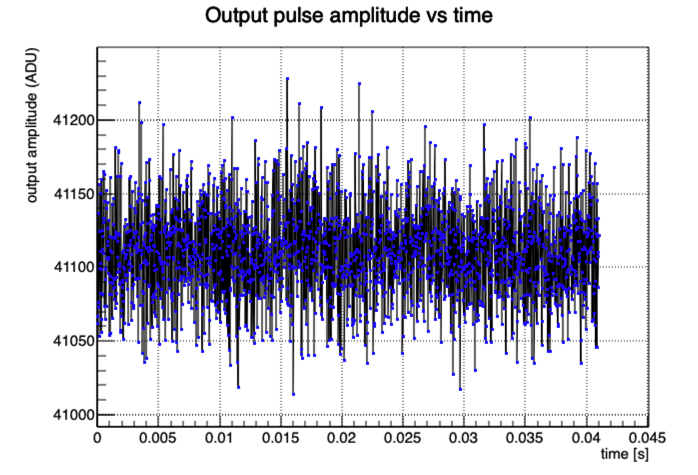 Output pulse amplitude vs time
output amplitude (ADU)
41200
41150
41100
41050
41000
0 0.005 0.01 0.015 0.02 0.025 0.03 0.035 0.04 0.045
time [s]